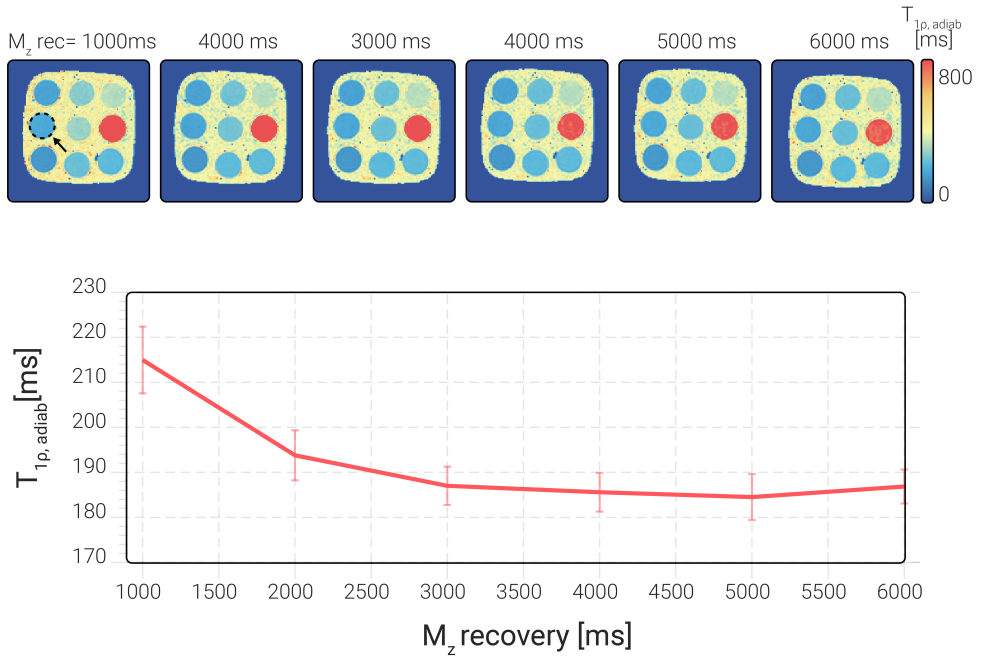 T1ρ, adiab
[ms]
Mz rec= 1000ms 4000 ms 3000 ms 4000 ms 5000 ms 6000 ms
800
0
230
220
210
200
190
180
170
T1ρ, adiab[ms]
1000 1500 2000 2500 3000 3000 4000 4500 5000 5500 6000
Mz recovery [ms]